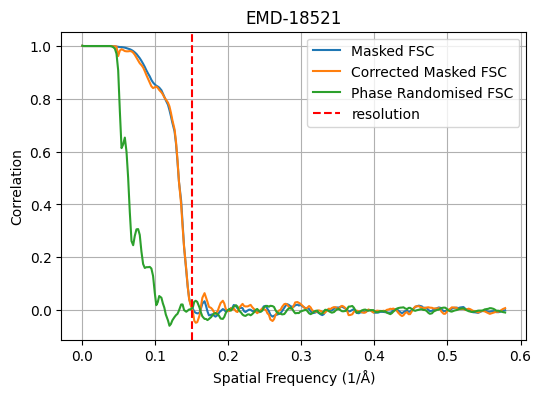 EMD-18521
Masked FSC
Corrected Masked FSC
Phase Randomised FSC
resolution
Correlation
1.0
0.8
0.6
0.4
0.2
0.0
0.0 0.1 0.2 0.3 0.4 0.5 0.6
Spatial Frequency (1/Å)